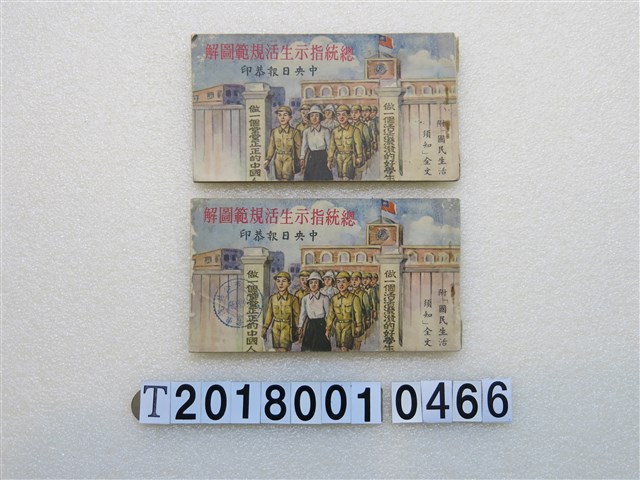 總統指示生活規範圖解
中央日報恭印
做一個活活潑潑的好學生
做一個堂堂正正的中國人
附「國民生活
須知」全文
總統指示生活規範圖解
中央日報恭印
做一個活活潑潑的好學生
做一個堂堂正正的中國人
附「國民生活
須知」全文
T20180010466